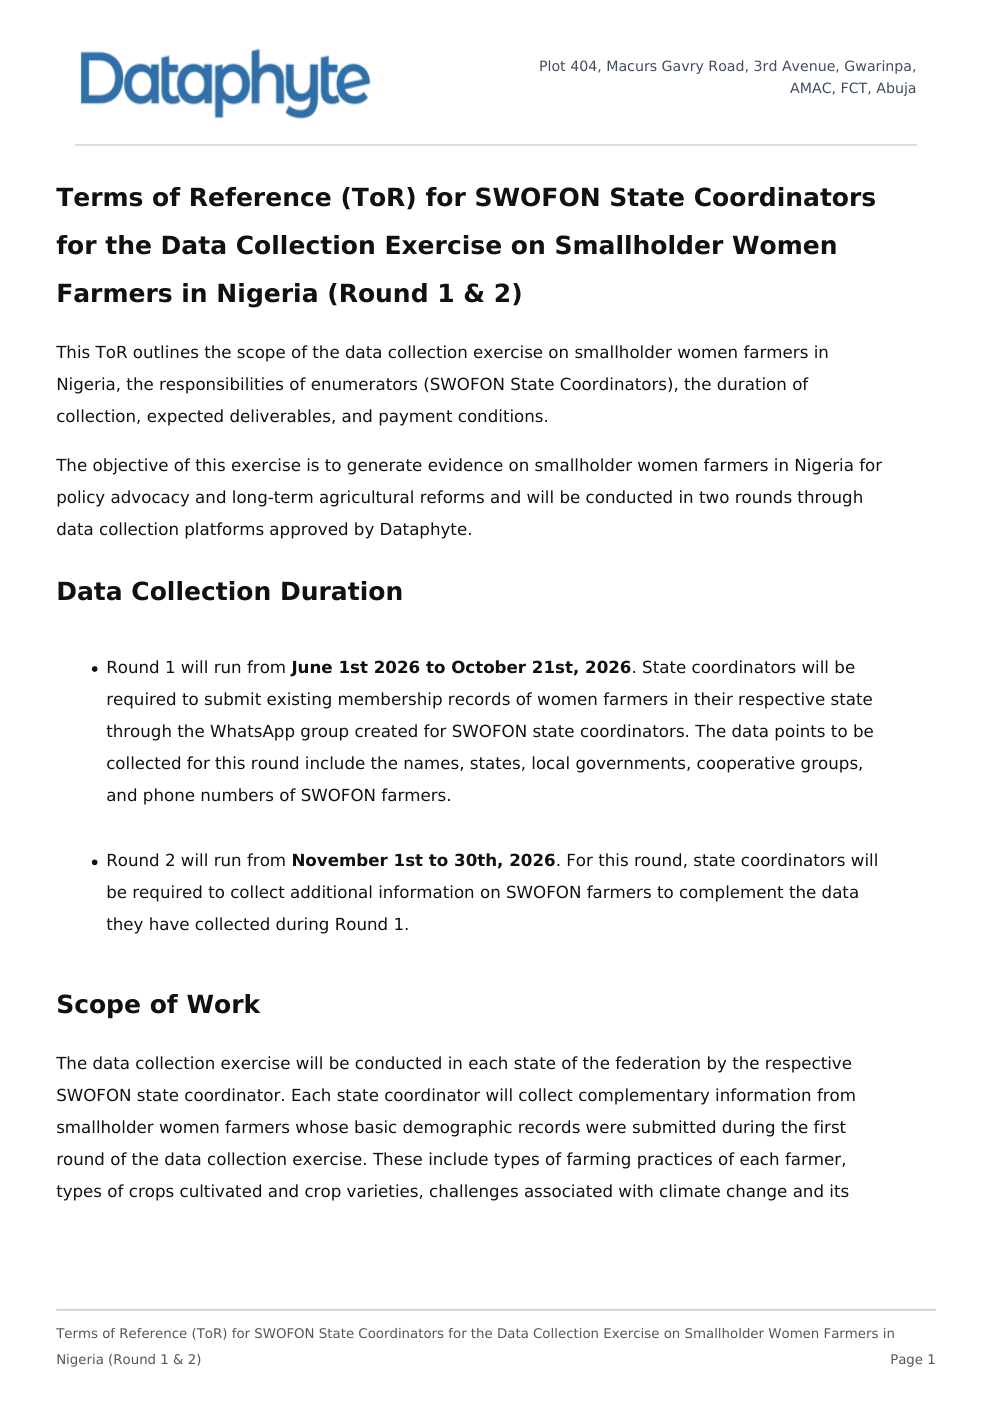 Dataphyte
Plot 404, Macurs Gavry Road, 3rd Avenue, Gwarinpa,
AMAC, FCT, Abuja
Terms of Reference (ToR) for SWOFON State Coordinators
for the Data Collection Exercise on Smallholder Women
Farmers in Nigeria (Round 1 & 2)
This ToR outlines the scope of the data collection exercise on smallholder women farmers in
Nigeria, the responsibilities of enumerators (SWOFON State Coordinators), the duration of
collection, expected deliverables, and payment conditions.
The objective of this exercise is to generate evidence on smallholder women farmers in Nigeria for
policy advocacy and long-term agricultural reforms and will be conducted in two rounds through
data collection platforms approved by Dataphyte.
Data Collection Duration
• Round 1 will run from June 1st 2026 to October 21st, 2026. State coordinators will be
required to submit existing membership records of women farmers in their respective state
through the WhatsApp group created for SWOFON state coordinators. The data points to be
collected for this round include the names, states, local governments, cooperative groups,
and phone numbers of SWOFON farmers.
• Round 2 will run from November 1st to 30th, 2026. For this round, state coordinators will
be required to collect additional information on SWOFON farmers to complement the data
they have collected during Round 1.
Scope of Work
The data collection exercise will be conducted in each state of the federation by the respective
SWOFON state coordinator. Each state coordinator will collect complementary information from
smallholder women farmers whose basic demographic records were submitted during the first
round of the data collection exercise. These include types of farming practices of each farmer,
types of crops cultivated and crop varieties, challenges associated with climate change and its
Terms of Reference (ToR) for SWOFON State Coordinators for the Data Collection Exercise on Smallholder Women Farmers in
Nigeria (Round 1 & 2) Page 1